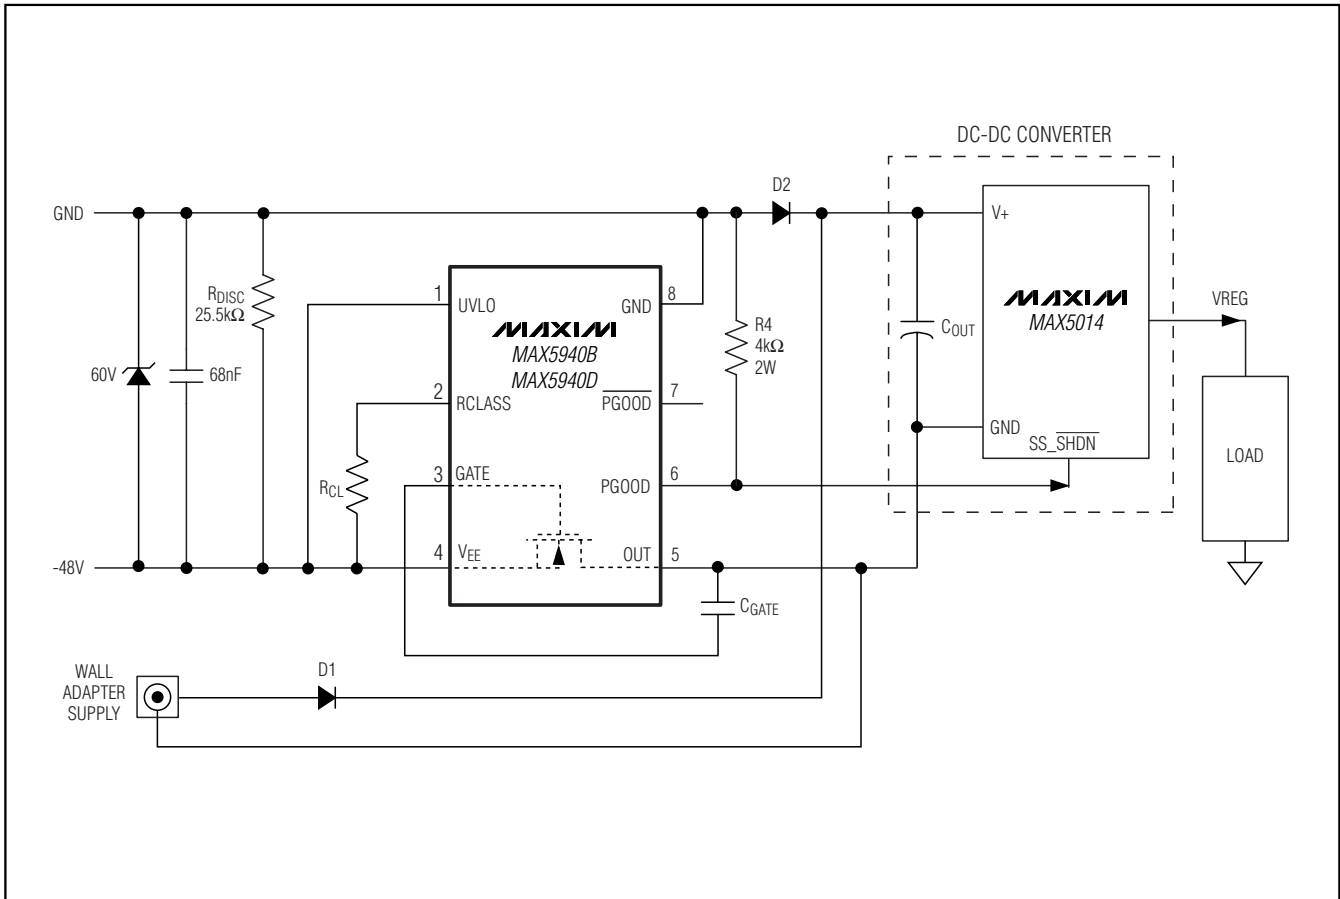 DC-DC CONVERTER
D2
GND
V+
1
UVLO
GND
8
RDISC
25.5kΩ
MAXIM
MAX5940B
MAX5940D
R4
4kΩ
2W
COUT
MAXIM
MAX5014
VREG
60V
68nF
2
RCLASS
PGOOD
7
GND
SS_SHDN
LOAD
RCL
3
GATE
PGOOD
6
-48V
4
VEE
OUT
5
CGATE
WALL
ADAPTER
SUPPLY
D1